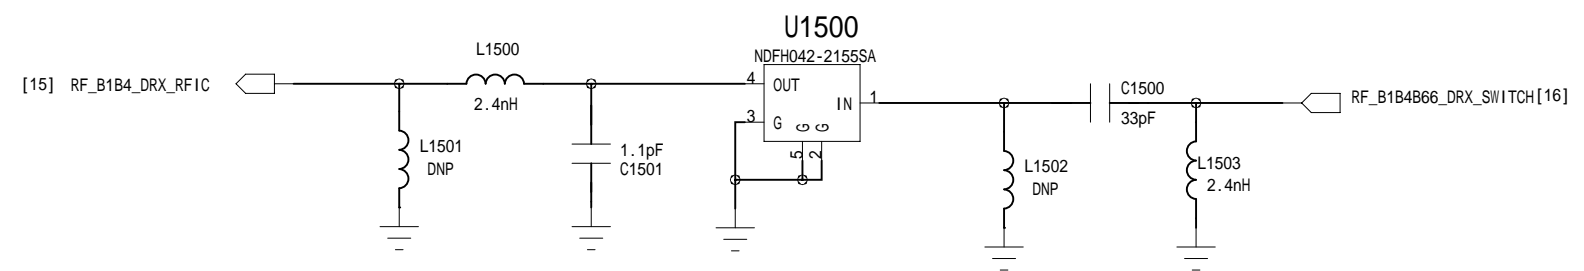 U1500
NDFH042-2155SA
[15] RF_B1B4_DRX_RFIC
L1500
2.4nH
4
OUT
IN
1
3
G
G
G
5
2
L1501
DNP
1.1pF
C1501
C1500
33pF
RF_B1B4B66_DRX_SWITCH[16]
L1502
DNP
L1503
2.4nH